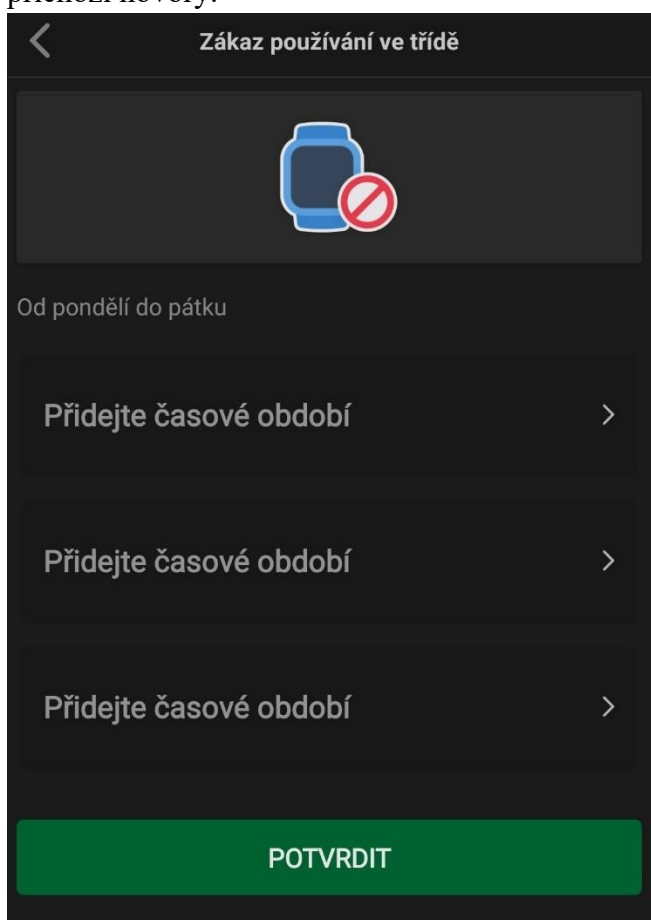 Zákaz používání ve třídě
Od pondělí do pátku
Přidejte časové období
Přidejte časové období
Přidejte časové období
POTVRDIT